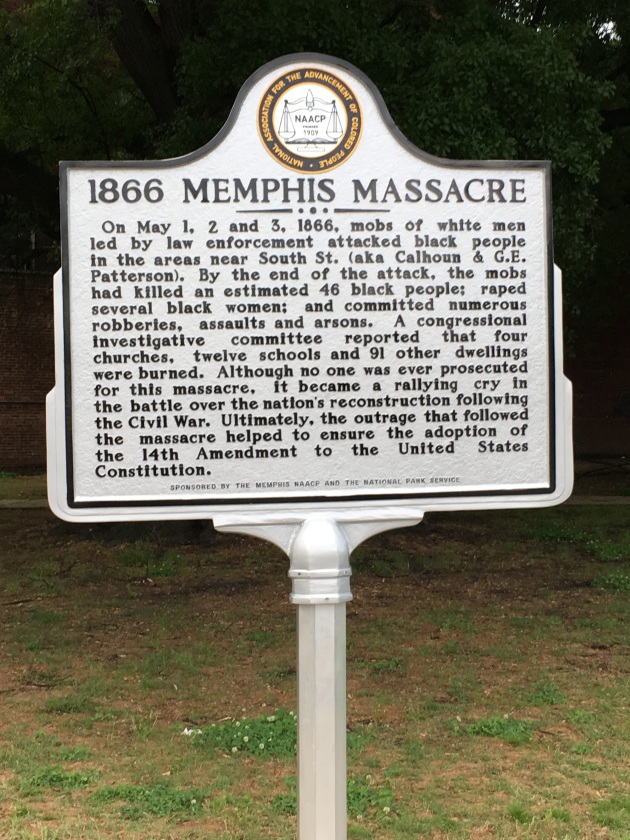 NATIONAL ASSOCIATION FOR THE ADVANCEMENT OF COLORED PEOPLE
NAACP
FOUNDED
1909
1866 MEMPHIS MASSACRE
On May 1, 2 and 3, 1866, mobs of white men
led by law enforcement attacked black people
in the areas near South St. (aka Calhoun & G.E.
Patterson). By the end of the attack, the mobs
had killed an estimated 46 black people; raped
several black women; and committed numerous
robberies, assaults and arsons. A congressional
investigative committee reported that four
churches, twelve schools and 91 other dwellings
were burned. Although no one was ever prosecuted
for this massacre, it became a rallying cry in
the battle over the nation's reconstruction following
the Civil War. Ultimately, the outrage that followed
the massacre helped to ensure the adoption of
the 14th Amendment to the United States
Constitution.
SPONSORED BY THE MEMPHIS NAACP AND THE NATIONAL PARK SERVICE